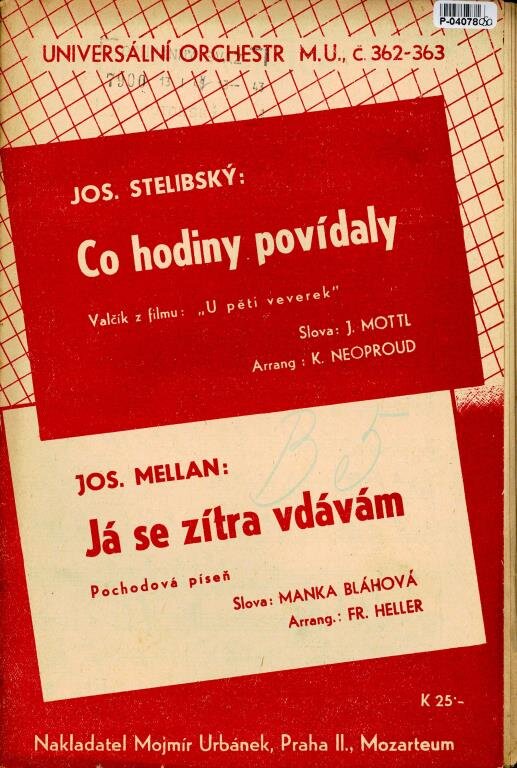 P-0407800
UNIVERSÁLNÍ ORCHESTR M.U., Č. 362-363
JOS. STELIBSKÝ:
Co hodiny povídaly
Valčík z filmu: „U pěti veverek"
Slova: J. MOTTL
Arrang : K. NEOPROUD
B5
JOS. MELLAN:
Já se zítra vdávám
Pochodová píseň
Slova: MANKA BLÁHOVÁ
Arrang.: FR. HELLER
K 25·-
Nakladatel Mojmír Urbánek, Praha II., Mozarteum